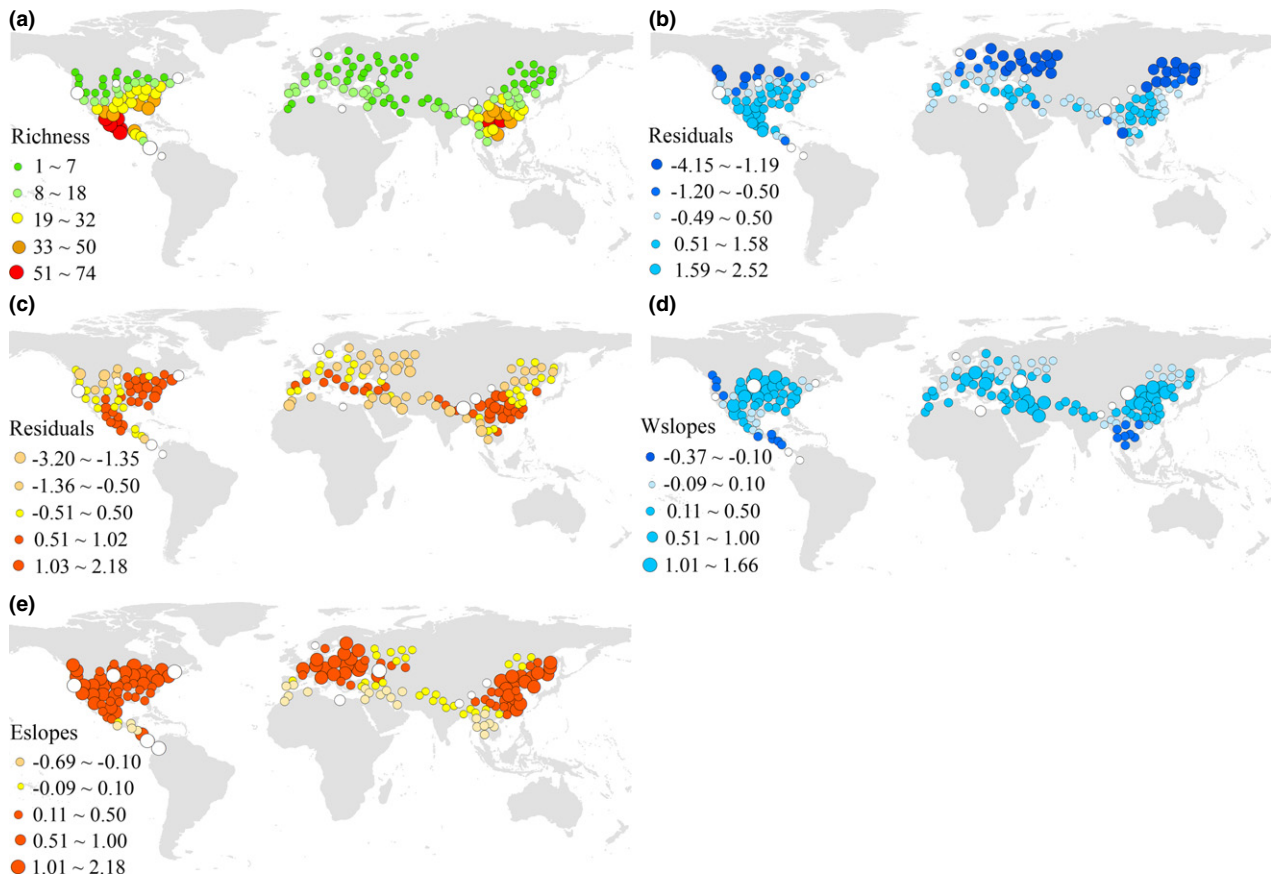 (a)
Richness
1 ~ 7
8 ~ 18
19 ~ 32
33 ~ 50
51 ~ 74
(b)
Residuals
-4.15 ~ -1.19
-1.20 ~ -0.50
-0.49 ~ 0.50
0.51 ~ 1.58
1.59 ~ 2.52
(c)
Residuals
-3.20 ~ -1.35
-1.36 ~ -0.50
-0.51 ~ 0.50
0.51 ~ 1.02
1.03 ~ 2.18
(d)
Wslopes
-0.37 ~ -0.10
-0.09 ~ 0.10
0.11 ~ 0.50
0.51 ~ 1.00
1.01 ~ 1.66
(e)
Eslopes
-0.69 ~ -0.10
-0.09 ~ 0.10
0.11 ~ 0.50
0.51 ~ 1.00
1.01 ~ 2.18